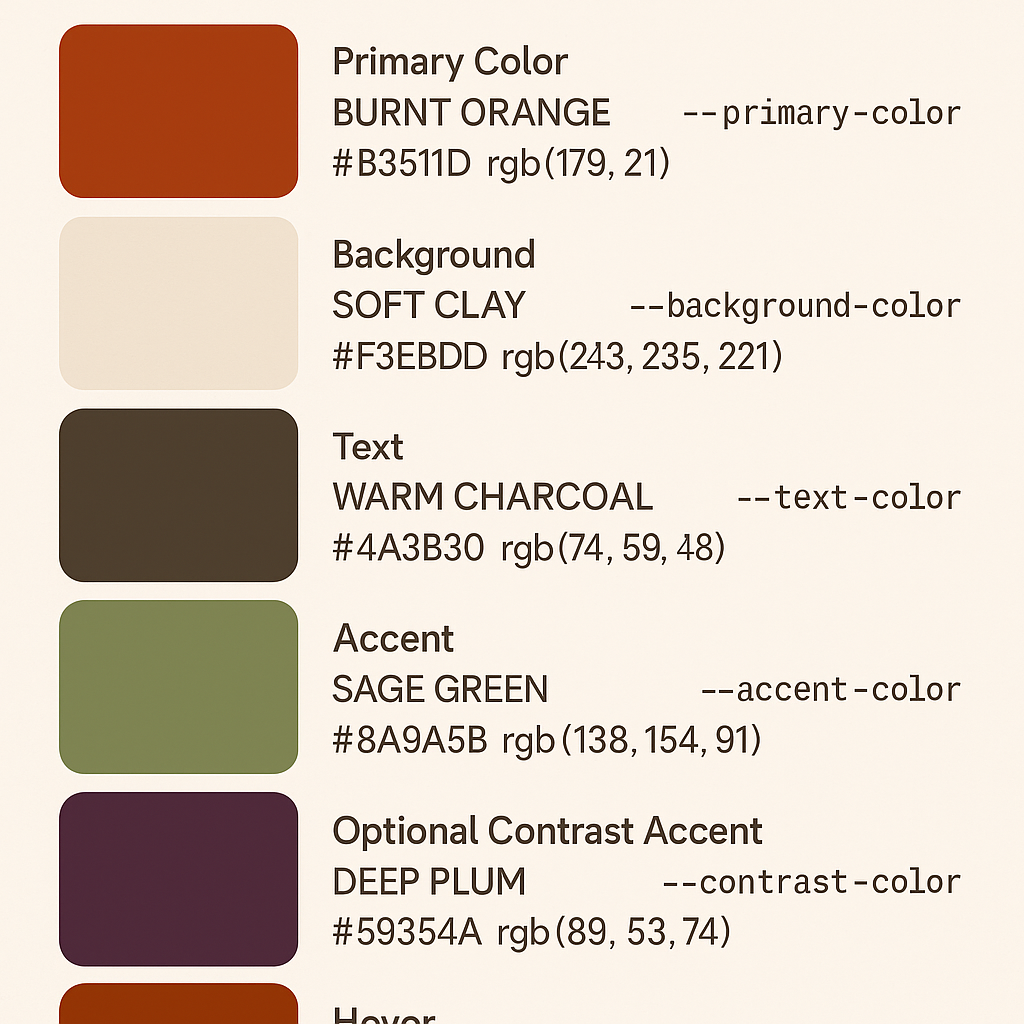 Primary Color
BURNT ORANGE --primary-color
#B3511D rgb(179, 21)
Background
SOFT CLAY --background-color
#F3EBDD rgb(243, 235, 221)
Text
WARM CHARCOAL --text-color
#4A3B30 rgb(74, 59, 48)
Accent
SAGE GREEN --accent-color
#8A9A5B rgb(138, 154, 91)
Optional Contrast Accent
DEEP PLUM --contrast-color
#59354A rgb(89, 53, 74)
Hover